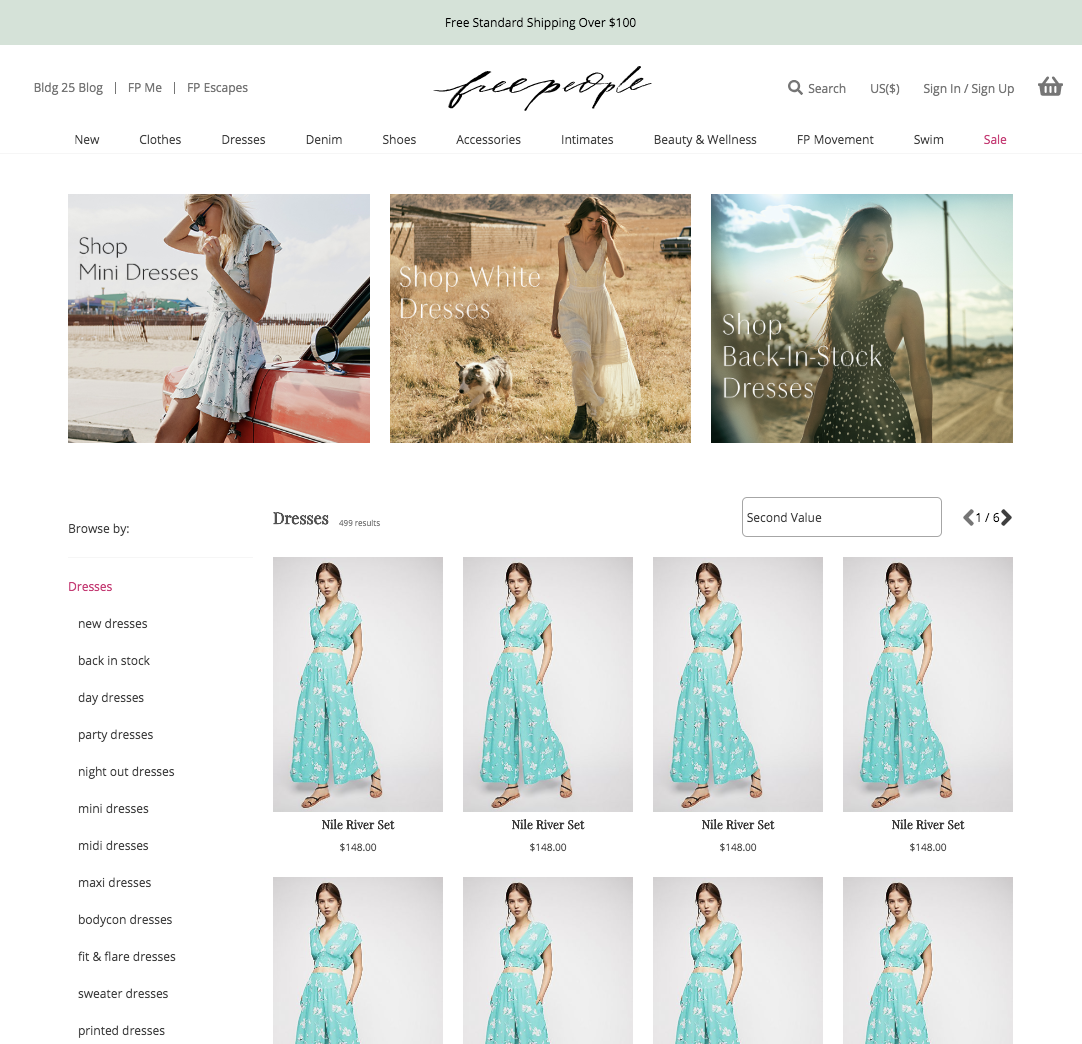 Free Standard Shipping Over $100
Bldg 25 Blog | FP Me | FP Escapes
free people
Search
US($)
Sign In / Sign Up
New
Clothes
Dresses
Denim
Shoes
Accessories
Intimates
Beauty & Wellness
FP Movement
Swim
Sale
Shop
Mini Dresses
Shop White
Dresses
Shop
Back-In-Stock
Dresses
Browse by:
Dresses
new dresses
back in stock
day dresses
party dresses
night out dresses
mini dresses
midi dresses
maxi dresses
bodycon dresses
fit & flare dresses
sweater dresses
printed dresses
Dresses 499 results
Second Value
1 / 6
Nile River Set
$148.00
Nile River Set
$148.00
Nile River Set
$148.00
Nile River Set
$148.00